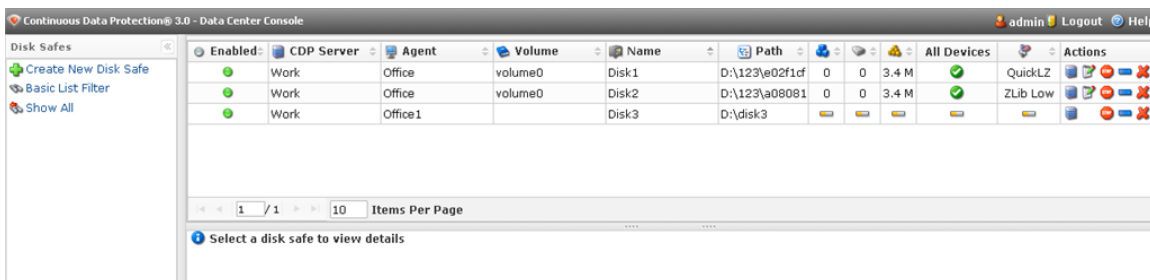 Continuous Data Protection® 3.0 - Data Center Console admin Logout Help
Disk Safes
Create New Disk Safe
Basic List Filter
Show All
Enabled CDP Server Agent Volume Name Path All Devices Actions
Work Office volume0 Disk1 D:\123\e02f1cf 0 0 3.4 M QuickLZ
Work Office volume0 Disk2 D:\123\a08081 0 0 3.4 M ZLib Low
Work Office1 Disk3 D:\disk3
1 / 1 10 Items Per Page
Select a disk safe to view details